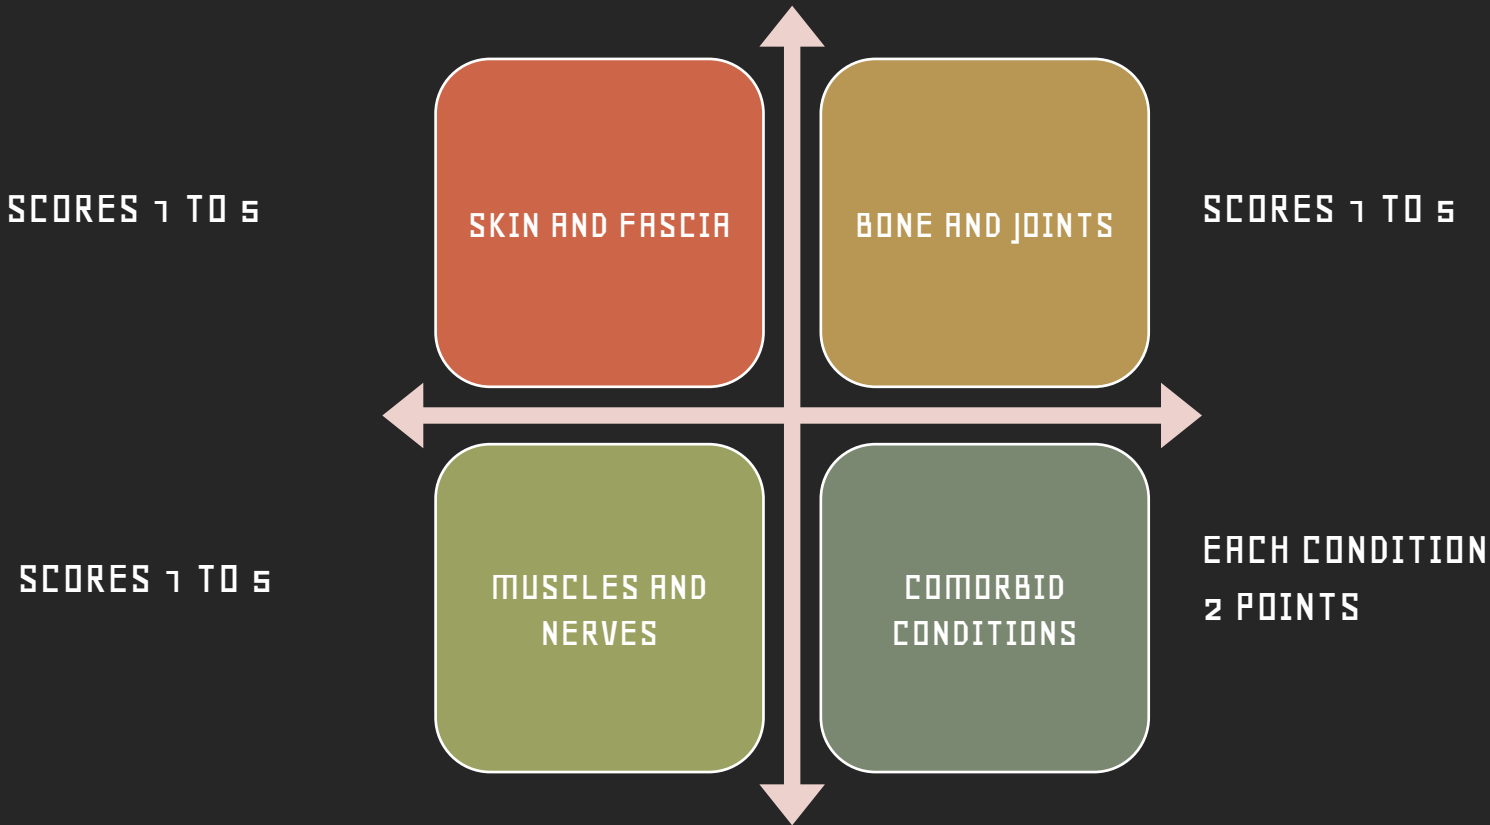 SCORES 1 TO 5
SKIN AND FASCIA
BONE AND JOINTS
SCORES 1 TO 5
SCORES 1 TO 5
MUSCLES AND
NERVES
COMORBID
CONDITIONS
EACH CONDITION
2 POINTS